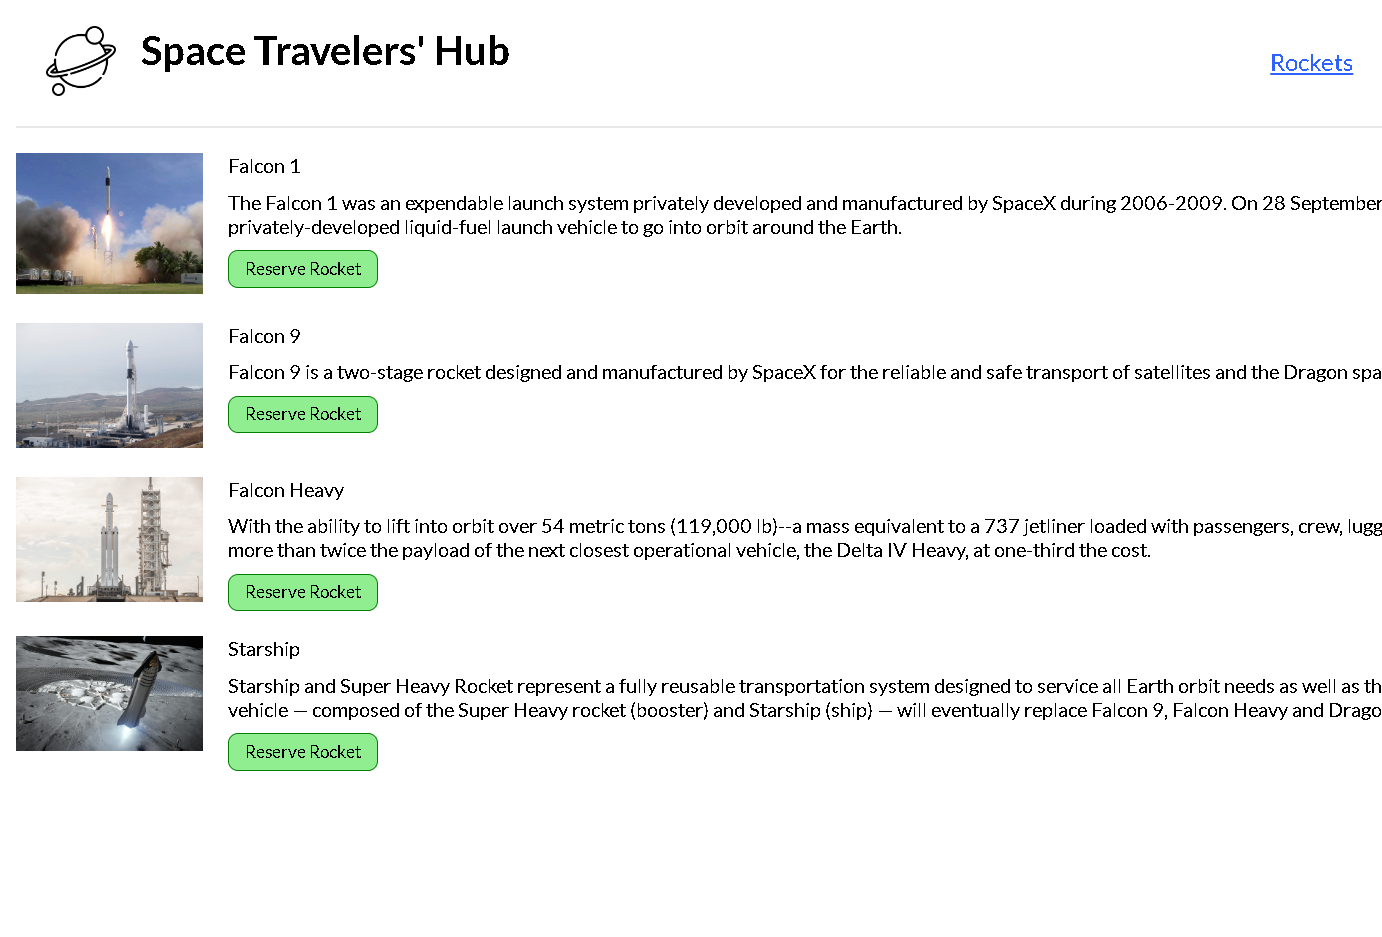 Space Travelers' Hub
Rockets
Falcon 1
The Falcon 1 was an expendable launch system privately developed and manufactured by SpaceX during 2006-2009. On 28 September
privately-developed liquid-fuel launch vehicle to go into orbit around the Earth.
Reserve Rocket
Falcon 9
Falcon 9 is a two-stage rocket designed and manufactured by SpaceX for the reliable and safe transport of satellites and the Dragon spa
Reserve Rocket
Falcon Heavy
With the ability to lift into orbit over 54 metric tons (119,000 lb)--a mass equivalent to a 737 jetliner loaded with passengers, crew, lugg
more than twice the payload of the next closest operational vehicle, the Delta IV Heavy, at one-third the cost.
Reserve Rocket
Starship
Starship and Super Heavy Rocket represent a fully reusable transportation system designed to service all Earth orbit needs as well as th
vehicle — composed of the Super Heavy rocket (booster) and Starship (ship) — will eventually replace Falcon 9, Falcon Heavy and Drago
Reserve Rocket